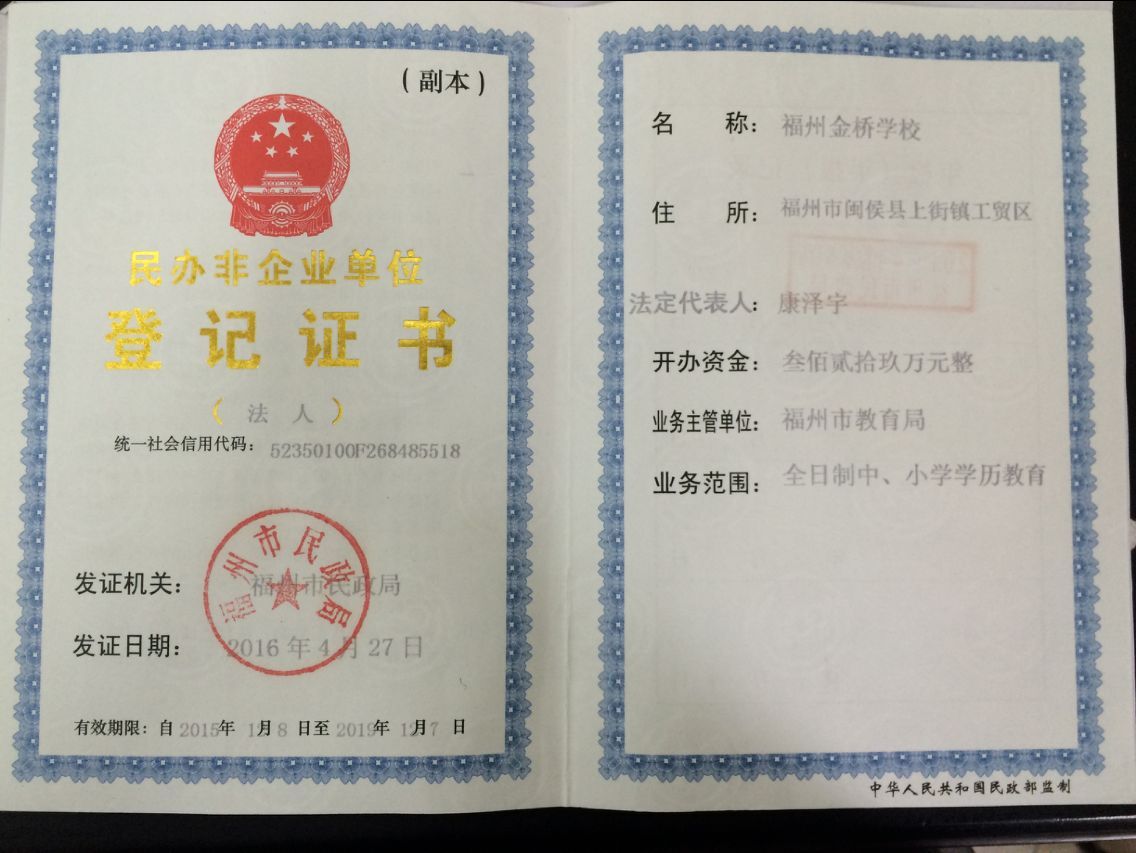 （副本）
民办非企业单位
登记证书
（法人）
统一社会信用代码：52350100F268485518
福州市民政局
发证机关：福州市民政局
发证日期：2016年4月27日
有效期限：自2015年12月8日至2019年12月7日
名称：福州金桥学校
住所：福州市闽侯县上街镇工贸区
法定代表人：康泽宇
开办资金：叁佰贰拾玖万元整
业务主管单位：福州市教育局
业务范围：全日制中、小学学历教育
中华人民共和国民政部监制